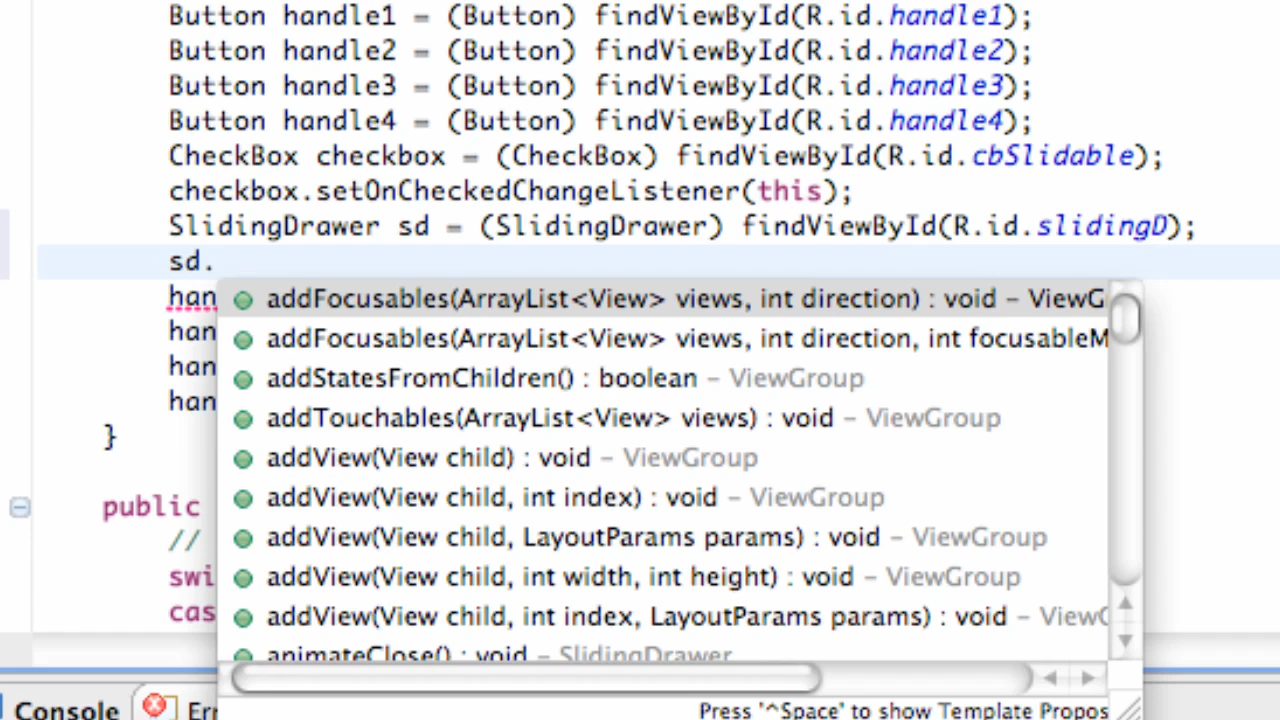 Button handle1 = (Button) findViewById(R.id.handle1);
Button handle2 = (Button) findViewById(R.id.handle2);
Button handle3 = (Button) findViewById(R.id.handle3);
Button handle4 = (Button) findViewById(R.id.handle4);
CheckBox checkbox = (CheckBox) findViewById(R.id.cbSlidable);
checkbox.setOnCheckedChangeListener(this);
SlidingDrawer sd = (SlidingDrawer) findViewById(R.id.slidingD);
sd.
han
addFocusables(ArrayList<View> views, int direction) : void – ViewG
han
addFocusables(ArrayList<View> views, int direction, int focusableM
han
addStatesFromChildren() : boolean – ViewGroup
han
addTouchables(ArrayList<View> views) : void – ViewGroup
}
addView(View child) : void – ViewGroup
public
addView(View child, int index) : void – ViewGroup
//
addView(View child, LayoutParams params) : void – ViewGroup
swi
addView(View child, int width, int height) : void – ViewGroup
cas
addView(View child, int index, LayoutParams params) : void – ViewG
animateClose() : void – SlidingDrawer
Console
Err
Press '^Space' to show Template Propos